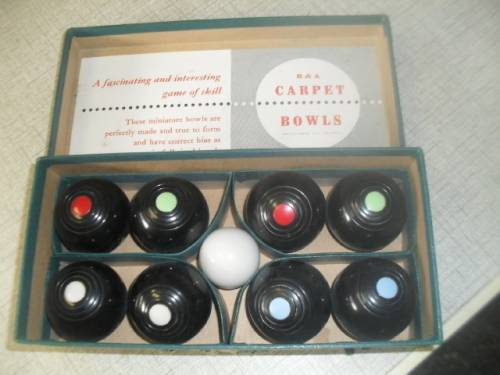 A fascinating and interesting
game of skill
These miniature bowls are
perfectly made and true to form
and have correct bias as
B & A
CARPET
BOWLS